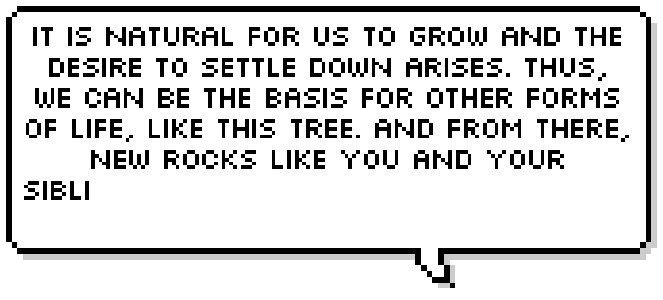 IT IS NATURAL FOR US TO GROW AND THE
DESIRE TO SETTLE DOWN ARISES. THUS,
WE CAN BE THE BASIS FOR OTHER FORMS
OF LIFE, LIKE THIS TREE. AND FROM THERE,
NEW ROCKS LIKE YOU AND YOUR
SIBLI